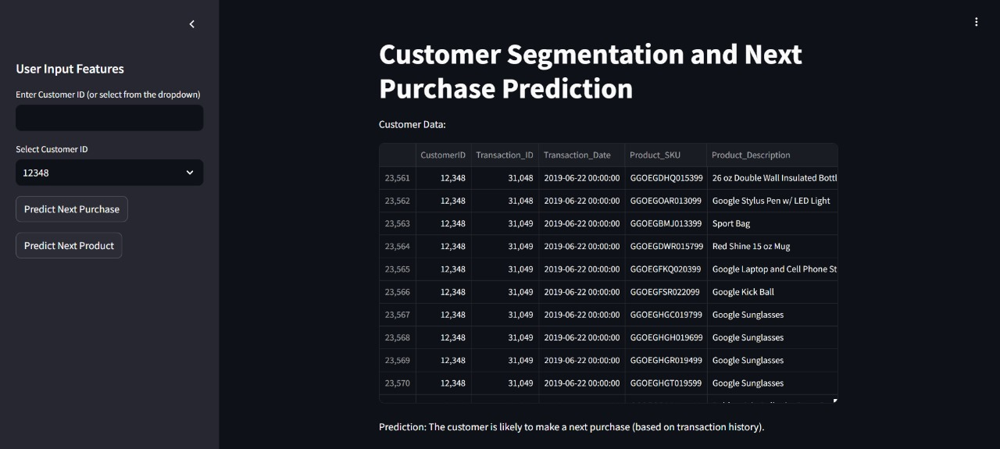 User Input Features
Enter Customer ID (or select from the dropdown)
Select Customer ID
12348
Predict Next Purchase
Predict Next Product
Customer Segmentation and Next
Purchase Prediction
Customer Data:
CustomerID Transaction_ID Transaction_Date Product_SKU Product_Description
23,561 12,348 31,048 2019-06-22 00:00:00 GGOEGDHQ015399 26 oz Double Wall Insulated Bottl
23,562 12,348 31,048 2019-06-22 00:00:00 GGOEGOAR013099 Google Stylus Pen w/ LED Light
23,563 12,348 31,049 2019-06-22 00:00:00 GGOEGBMJ013399 Sport Bag
23,564 12,348 31,049 2019-06-22 00:00:00 GGOEGDWR015799 Red Shine 15 oz Mug
23,565 12,348 31,049 2019-06-22 00:00:00 GGOEGFKQ020399 Google Laptop and Cell Phone St
23,566 12,348 31,049 2019-06-22 00:00:00 GGOEGFSR022099 Google Kick Ball
23,567 12,348 31,049 2019-06-22 00:00:00 GGOEGHGC019799 Google Sunglasses
23,568 12,348 31,049 2019-06-22 00:00:00 GGOEGHGH019699 Google Sunglasses
23,569 12,348 31,049 2019-06-22 00:00:00 GGOEGHGR019499 Google Sunglasses
23,570 12,348 31,049 2019-06-22 00:00:00 GGOEGHGT019599 Google Sunglasses
Prediction: The customer is likely to make a next purchase (based on transaction history).